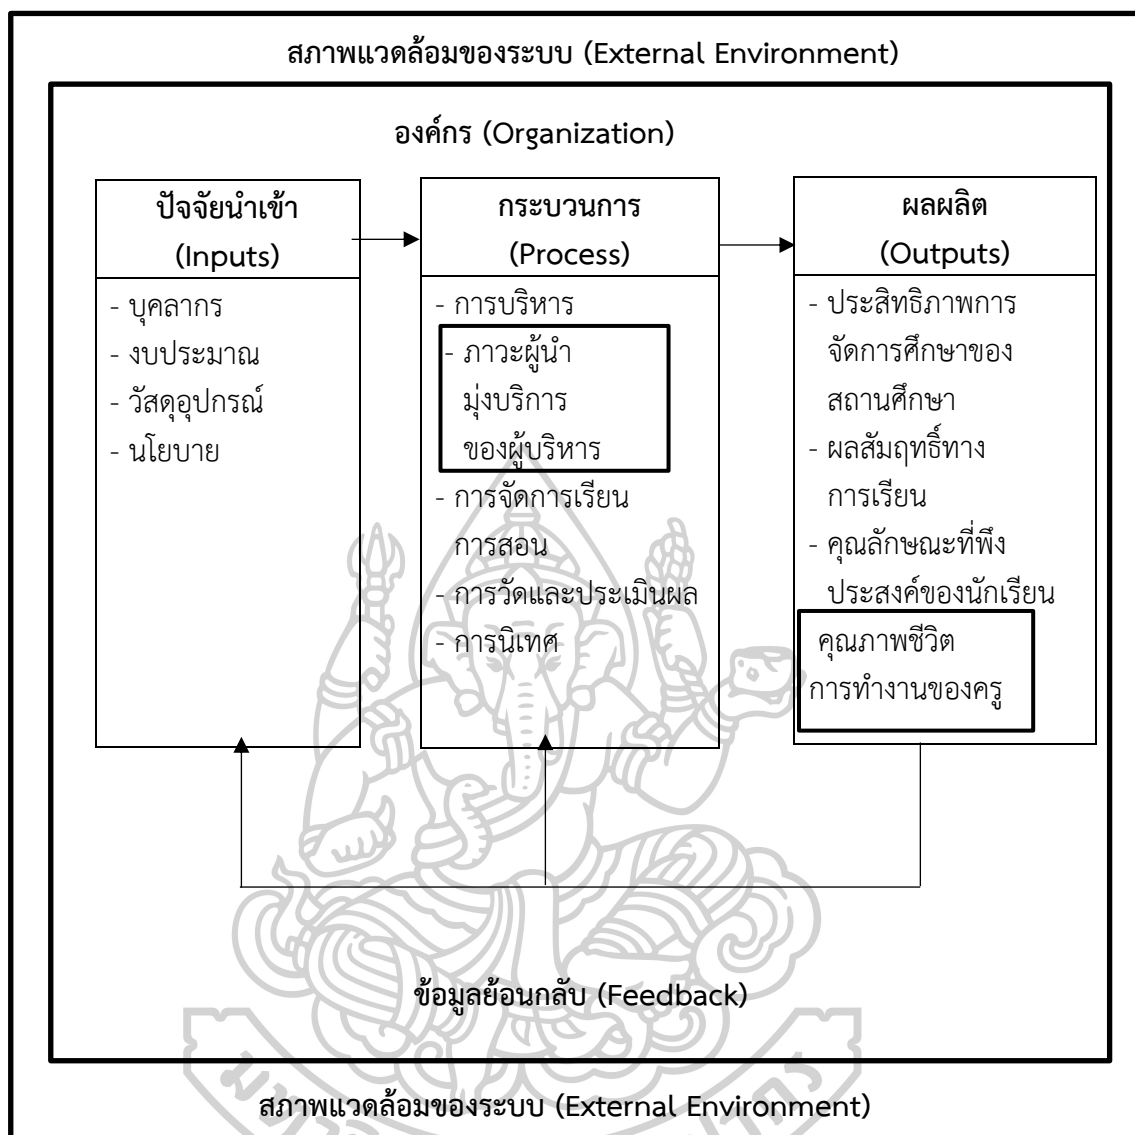 สภาพแวดล้อมของระบบ (External Environment)
องค์กร (Organization)
ปัจจัยนำเข้า
(Inputs)
- บุคลากร
- งบประมาณ
- วัสดุอุปกรณ์
- นโยบาย
กระบวนการ
(Process)
- การบริหาร
- ภาวะผู้นำ
มุ่งบริการ
ของผู้บริหาร
- การจัดการเรียน
การสอน
- การวัดและประเมินผล
- การนิเทศ
ผลผลิต
(Outputs)
- ประสิทธิภาพการ
จัดการศึกษาของ
สถานศึกษา
- ผลสัมฤทธิ์ทาง
การเรียน
- คุณลักษณะที่พึง
ประสงค์ของนักเรียน
คุณภาพชีวิต
การทำงานของครู
ข้อมูลย้อนกลับ (Feedback)
สภาพแวดล้อมของระบบ (External Environment)